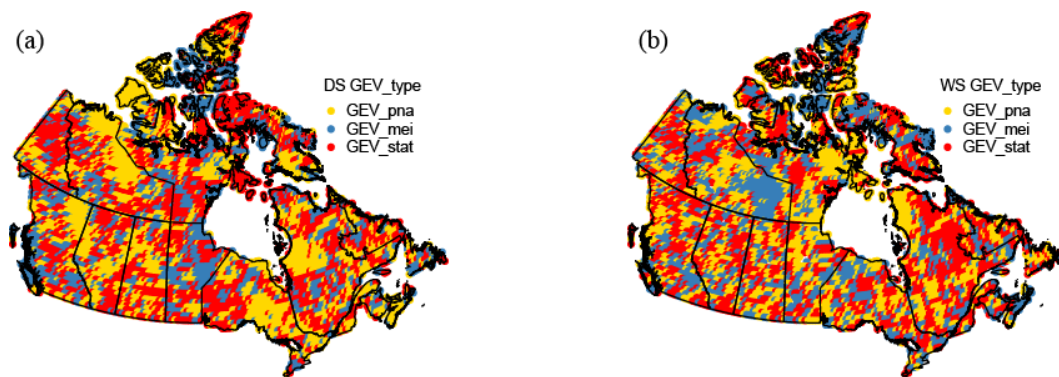 (a)
DS GEV_type
GEV_pna
GEV_mei
GEV_stat
(b)
WS GEV_type
GEV_pna
GEV_mei
GEV_stat